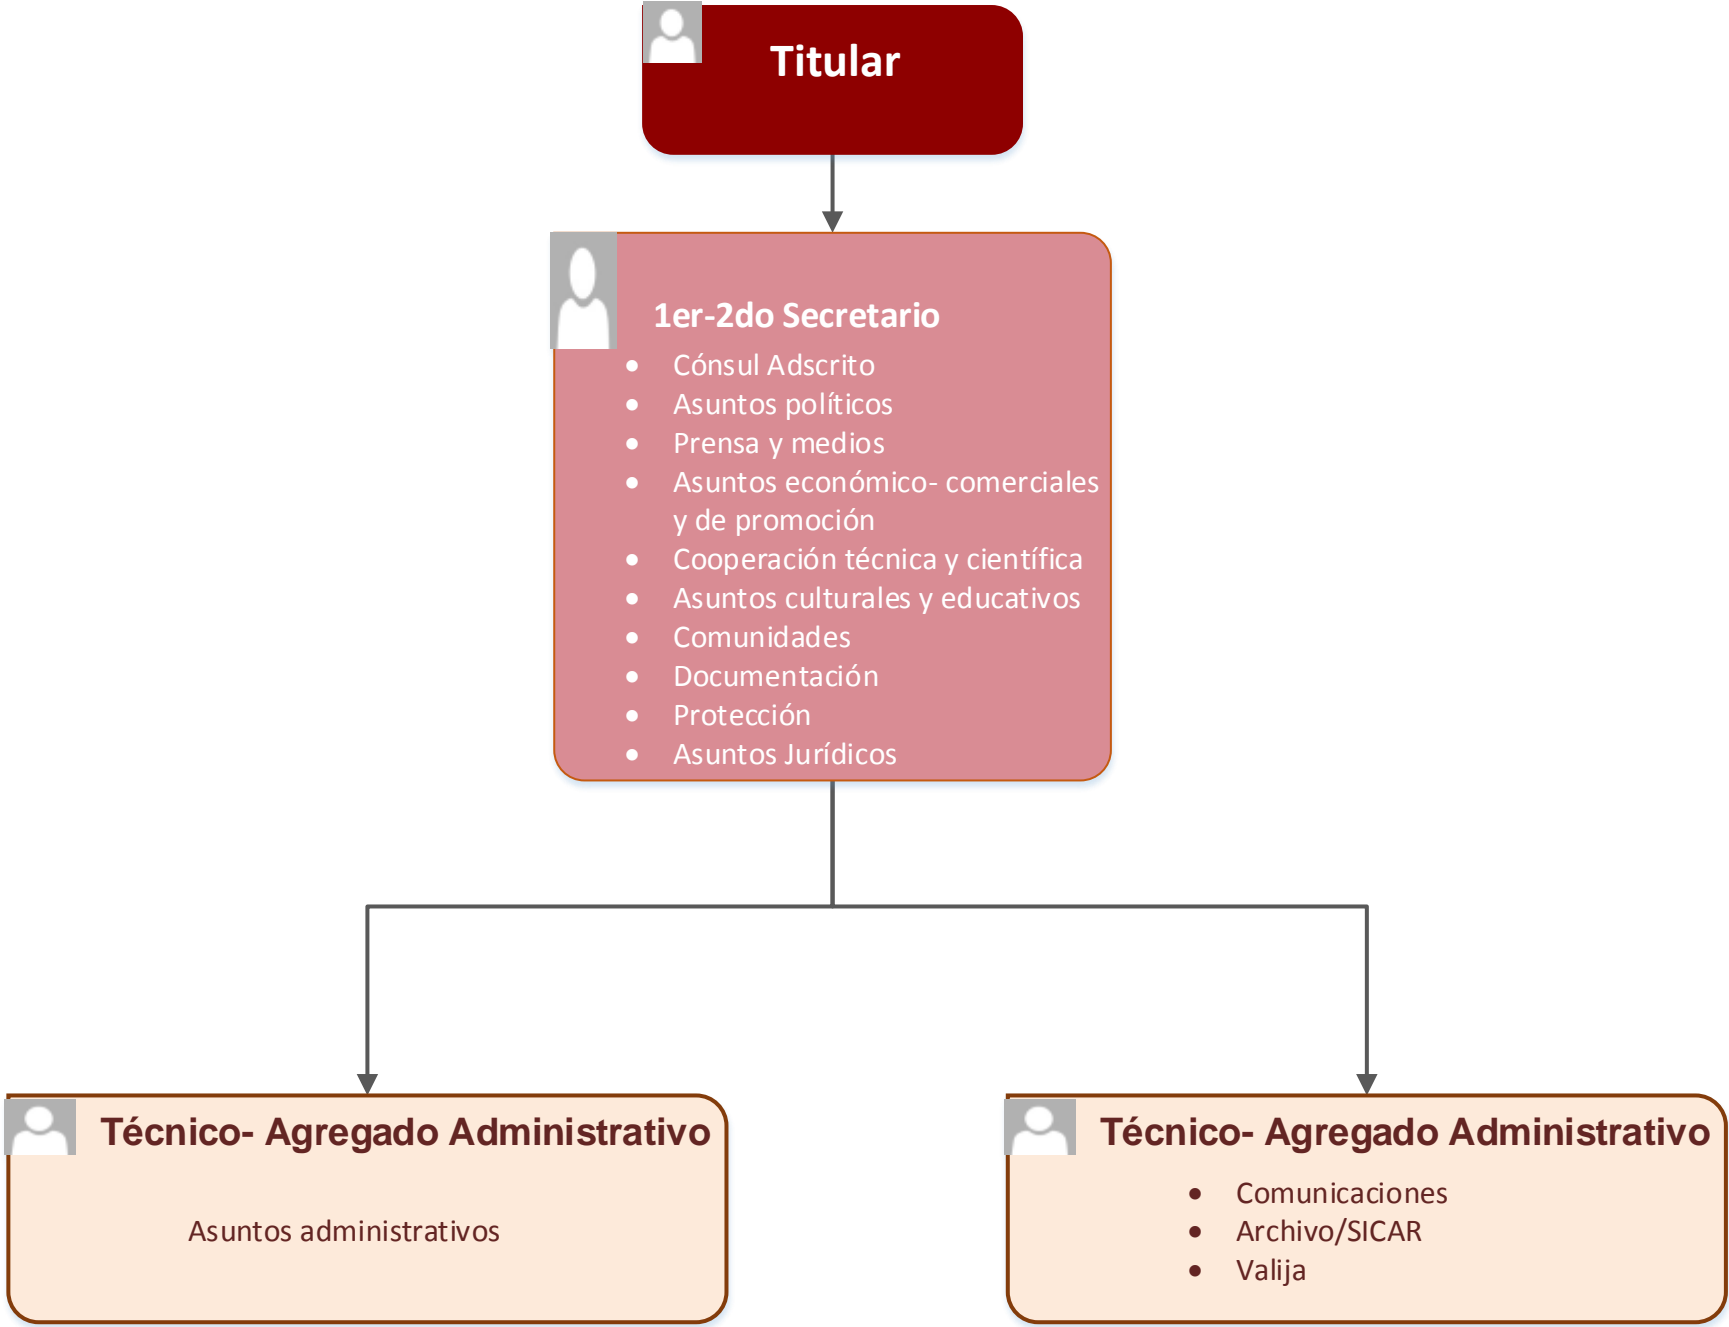 Titular
1er-2do Secretario
• Cónsul Adscrito
• Asuntos políticos
• Prensa y medios
• Asuntos económico- comerciales
y de promoción
• Cooperación técnica y científica
• Asuntos culturales y educativos
• Comunidades
• Documentación
• Protección
• Asuntos Jurídicos
Técnico- Agregado Administrativo
Asuntos administrativos
Técnico- Agregado Administrativo
• Comunicaciones
• Archivo/SICAR
• Valija